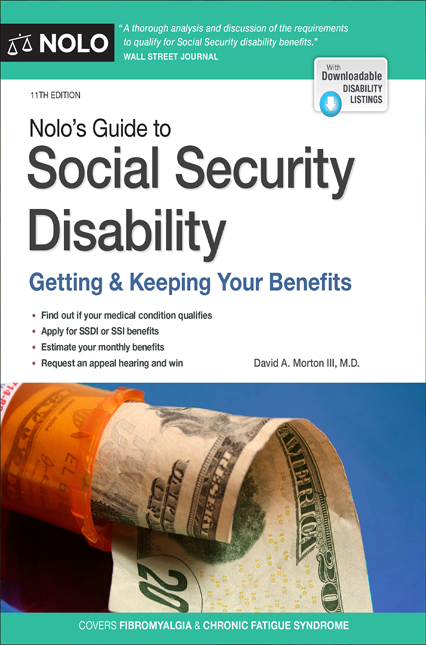 NOLO
"A thorough analysis and discussion of the requirements
to qualify for Social Security disability benefits."
WALL STREET JOURNAL
With
Downloadable
DISABILITY
LISTINGS
11TH EDITION
Nolo's Guide to
Social Security
Disability
Getting & Keeping Your Benefits
• Find out if your medical condition qualifies
• Apply for SSDI or SSI benefits
• Estimate your monthly benefits
• Request an appeal hearing and win
David A. Morton III, M.D.
20
COVERS FIBROMYALGIA & CHRONIC FATIGUE SYNDROME